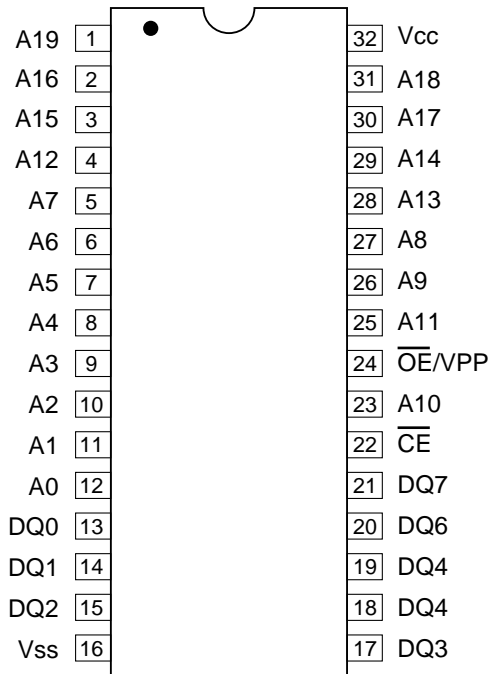 A19 1 32 Vcc
A16 2 31 A18
A15 3 30 A17
A12 4 29 A14
A7 5 28 A13
A6 6 27 A8
A5 7 26 A9
A4 8 25 A11
A3 9 24 O̅E̅/VPP
A2 10 23 A10
A1 11 22 C̅E̅
A0 12 21 DQ7
DQ0 13 20 DQ6
DQ1 14 19 DQ4
DQ2 15 18 DQ4
Vss 16 17 DQ3